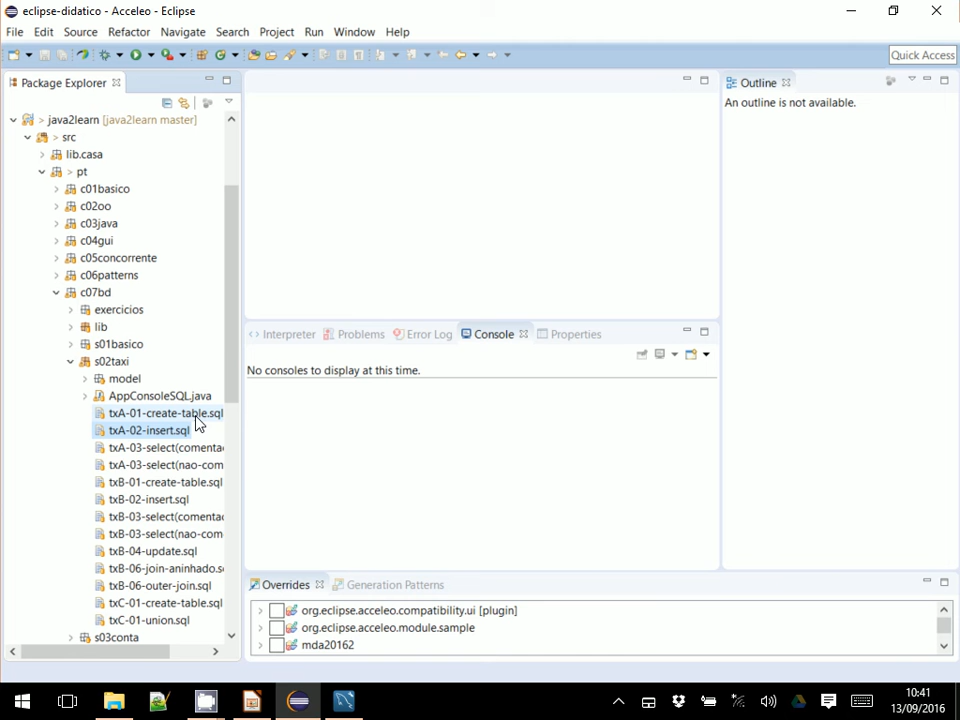 eclipse-didatico - Acceleo - Eclipse
File Edit Source Refactor Navigate Search Project Run Window Help
Quick Access
Package Explorer
Outline
An outline is not available.
> java2learn [java2learn master]
> src
lib.casa
> pt
c01basico
c02oo
c03java
c04gui
c05concorrente
c06patterns
c07bd
exercicios
lib
s01basico
s02taxi
model
AppConsoleSQL.java
txA-01-create-table.sql
txA-02-insert.sql
txA-03-select(comenta
txA-03-select(nao-com
txB-01-create-table.sql
txB-02-insert.sql
txB-03-select(comenta
txB-03-select(nao-com
txB-04-update.sql
txB-06-join-aninhado.s
txB-06-outer-join.sql
txC-01-create-table.sql
txC-01-union.sql
s03conta
Interpreter Problems Error Log Console Properties
No consoles to display at this time.
Overrides Generation Patterns
org.eclipse.acceleo.compatibility.ui [plugin]
org.eclipse.acceleo.module.sample
mda20162
10:41
13/09/2016